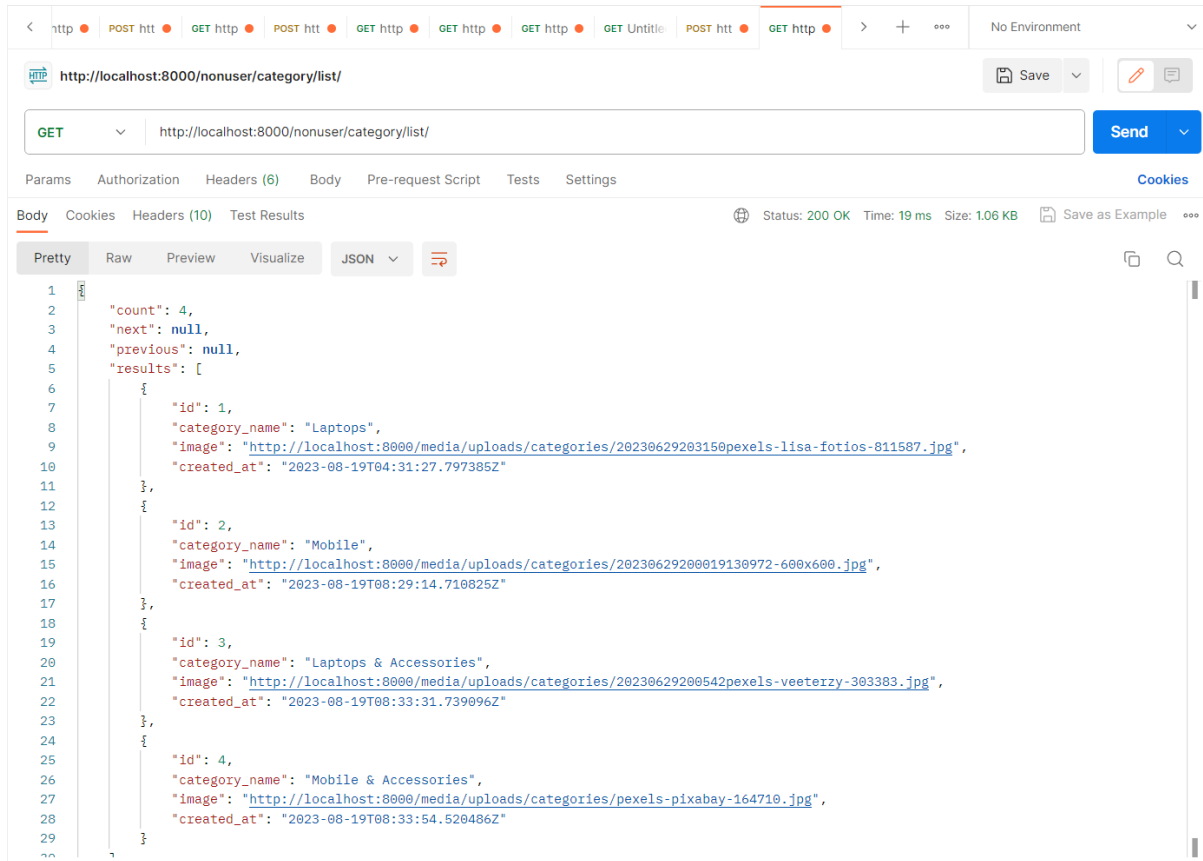 http POST htt GET http POST htt GET http GET http GET http GET Untitle POST htt GET http No Environment
HTTP http://localhost:8000/nonuser/category/list/ Save
GET http://localhost:8000/nonuser/category/list/ Send
Params Authorization Headers (6) Body Pre-request Script Tests Settings Cookies
Body Cookies Headers (10) Test Results Status: 200 OK Time: 19 ms Size: 1.06 KB Save as Example
Pretty Raw Preview Visualize JSON
1 {
2 "count": 4,
3 "next": null,
4 "previous": null,
5 "results": [
6 {
7 "id": 1,
8 "category_name": "Laptops",
9 "image": "http://localhost:8000/media/uploads/categories/20230629203150pexels-lisa-fotios-811587.jpg",
10 "created_at": "2023-08-19T04:31:27.797385Z"
11 },
12 {
13 "id": 2,
14 "category_name": "Mobile",
15 "image": "http://localhost:8000/media/uploads/categories/20230629200019130972-600x600.jpg",
16 "created_at": "2023-08-19T08:29:14.710825Z"
17 },
18 {
19 "id": 3,
20 "category_name": "Laptops & Accessories",
21 "image": "http://localhost:8000/media/uploads/categories/20230629200542pexels-veeterzy-303383.jpg",
22 "created_at": "2023-08-19T08:33:31.739096Z"
23 },
24 {
25 "id": 4,
26 "category_name": "Mobile & Accessories",
27 "image": "http://localhost:8000/media/uploads/categories/pexels-pixabay-164710.jpg",
28 "created_at": "2023-08-19T08:33:54.520486Z"
29 }